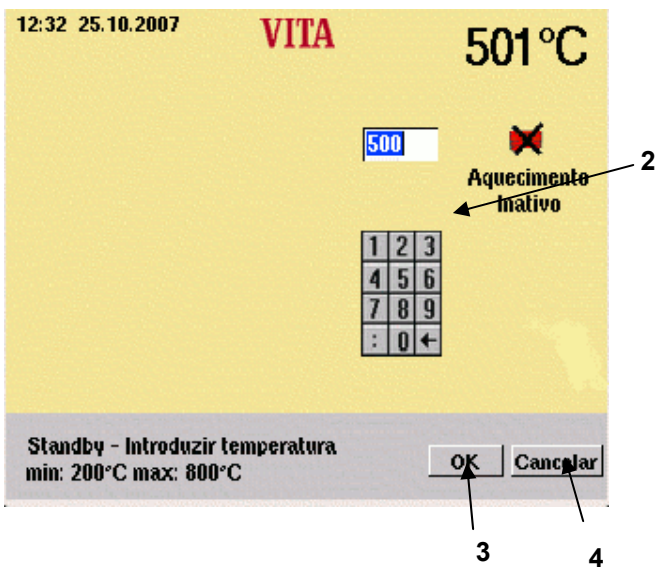 12:32 25.10.2007 VITA 501°C
500
Aquecimento
Inativo
2
1 2 3
4 5 6
7 8 9
: 0 ←
Standby - Introduzir temperatura
min: 200°C max: 800°C
OK Cancelar
3 4